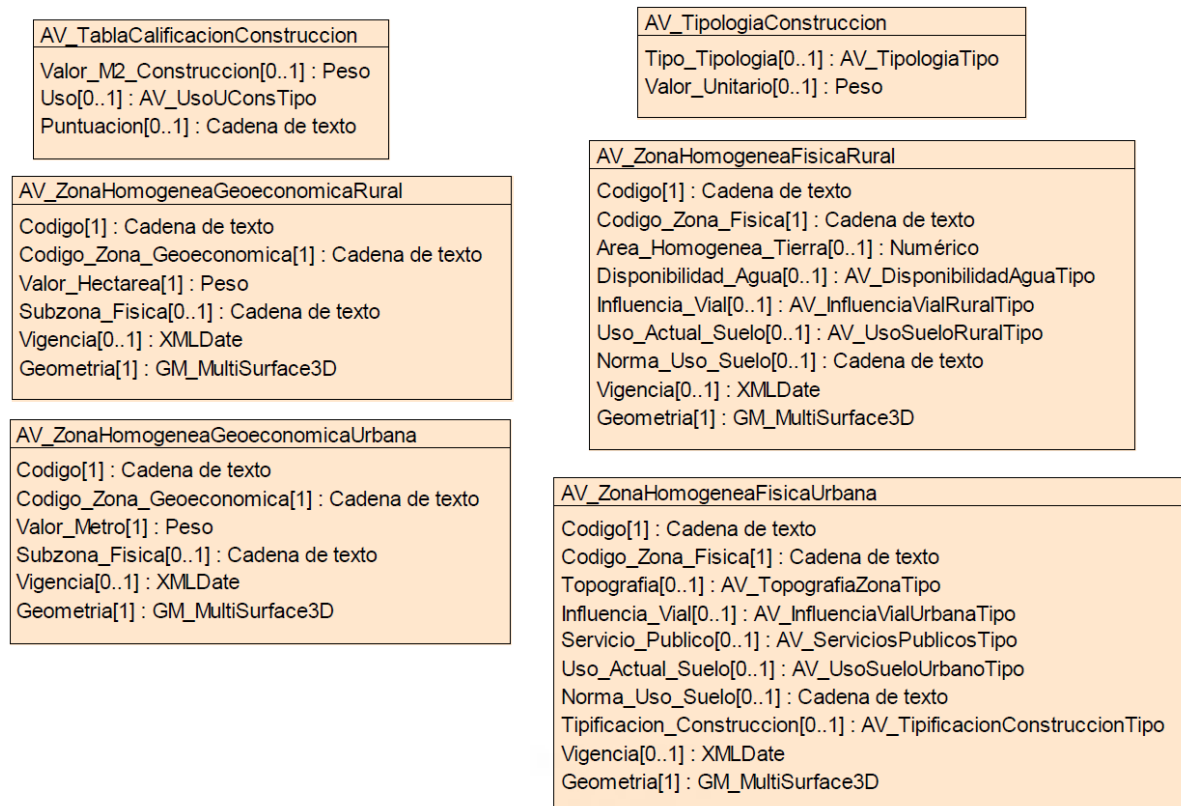 AV_TablaCalificacionConstruccion
Valor_M2_Construccion[0..1] : Peso
Uso[0..1] : AV_UsoUConsTipo
Puntuacion[0..1] : Cadena de texto
AV_ZonaHomogeneaGeoeconomicaRural
Codigo[1] : Cadena de texto
Codigo_Zona_Geoeconomica[1] : Cadena de texto
Valor_Hectarea[1] : Peso
Subzona_Fisica[0..1] : Cadena de texto
Vigencia[0..1] : XMLDate
Geometria[1] : GM_MultiSurface3D
AV_ZonaHomogeneaGeoeconomicaUrbana
Codigo[1] : Cadena de texto
Codigo_Zona_Geoeconomica[1] : Cadena de texto
Valor_Metro[1] : Peso
Subzona_Fisica[0..1] : Cadena de texto
Vigencia[0..1] : XMLDate
Geometria[1] : GM_MultiSurface3D
AV_TipologiaConstruccion
Tipo_Tipologia[0..1] : AV_TipologiaTipo
Valor_Unitario[0..1] : Peso
AV_ZonaHomogeneaFisicaRural
Codigo[1] : Cadena de texto
Codigo_Zona_Fisica[1] : Cadena de texto
Area_Homogenea_Tierra[0..1] : Numérico
Disponibilidad_Agua[0..1] : AV_DisponibilidadAguaTipo
Influencia_Vial[0..1] : AV_InfluenciaVialRuralTipo
Uso_Actual_Suelo[0..1] : AV_UsoSueloRuralTipo
Norma_Uso_Suelo[0..1] : Cadena de texto
Vigencia[0..1] : XMLDate
Geometria[1] : GM_MultiSurface3D
AV_ZonaHomogeneaFisicaUrbana
Codigo[1] : Cadena de texto
Codigo_Zona_Fisica[1] : Cadena de texto
Topografia[0..1] : AV_TopografiaZonaTipo
Influencia_Vial[0..1] : AV_InfluenciaVialUrbanaTipo
Servicio_Publico[0..1] : AV_ServiciosPublicosTipo
Uso_Actual_Suelo[0..1] : AV_UsoSueloUrbanoTipo
Norma_Uso_Suelo[0..1] : Cadena de texto
Tipificacion_Construccion[0..1] : AV_TipificacionConstruccionTipo
Vigencia[0..1] : XMLDate
Geometria[1] : GM_MultiSurface3D